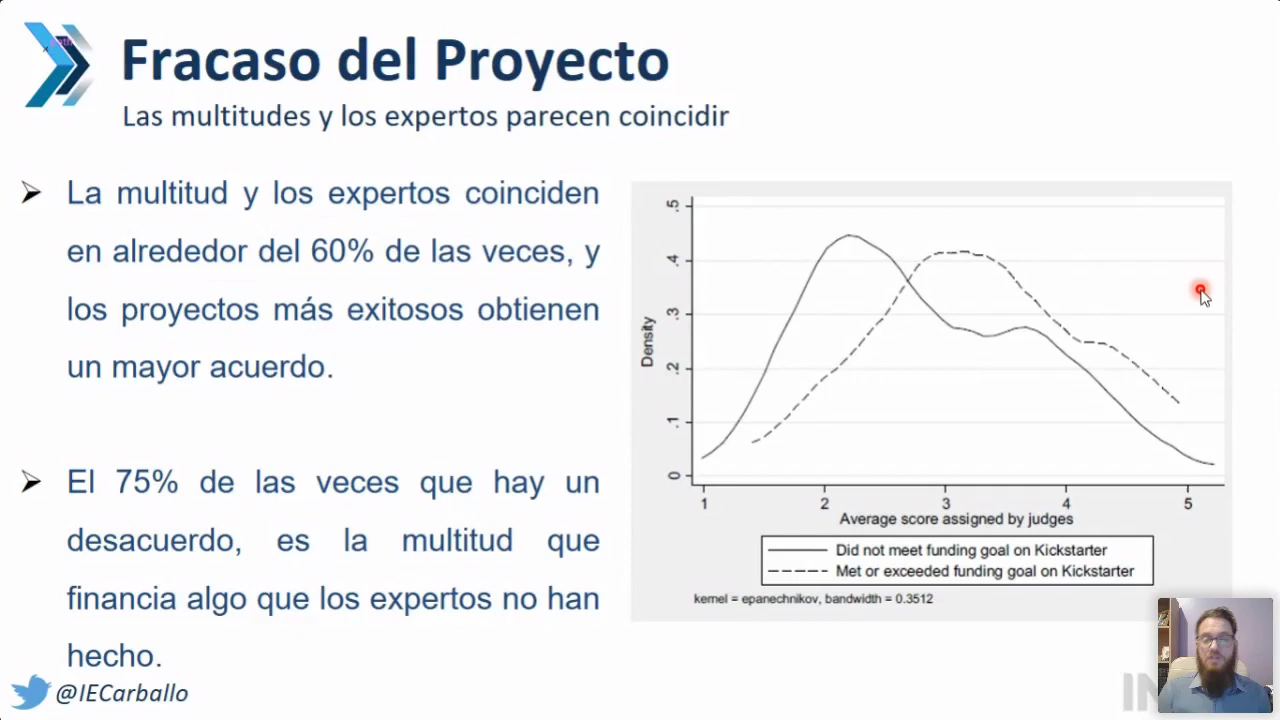 Fracaso del Proyecto
Las multitudes y los expertos parecen coincidir
La multitud y los expertos coinciden
en alrededor del 60% de las veces, y
los proyectos más exitosos obtienen
un mayor acuerdo.
El 75% de las veces que hay un
desacuerdo, es la multitud que
financia algo que los expertos no han
hecho.
@IECarballo
.5
.4
.3
.2
.1
0
Density
1 2 3 4 5
Average score assigned by judges
Did not meet funding goal on Kickstarter
Met or exceeded funding goal on Kickstarter
kernel = epanechnikov, bandwidth = 0.3512